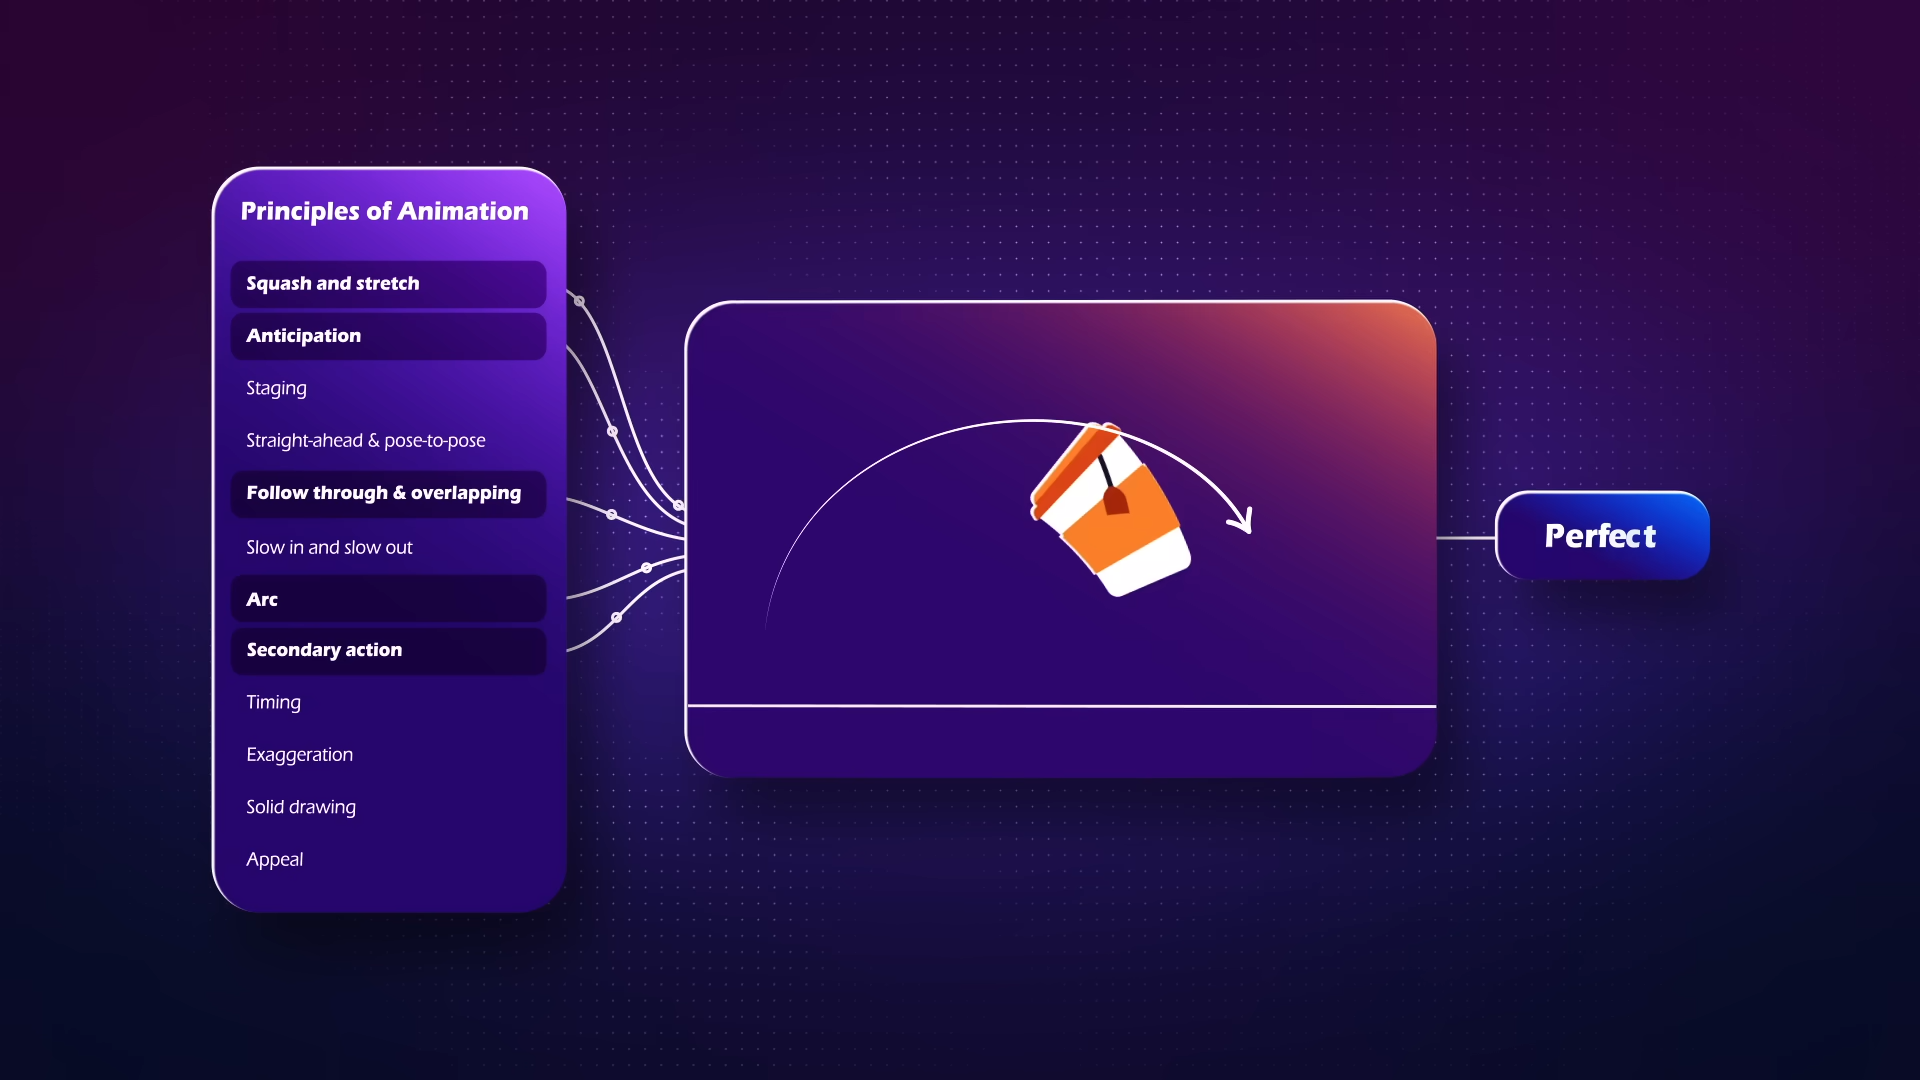 Principles of Animation
Squash and stretch
Anticipation
Staging
Straight-ahead & pose-to-pose
Follow through & overlapping
Slow in and slow out
Arc
Secondary action
Timing
Exaggeration
Solid drawing
Appeal
Perfect